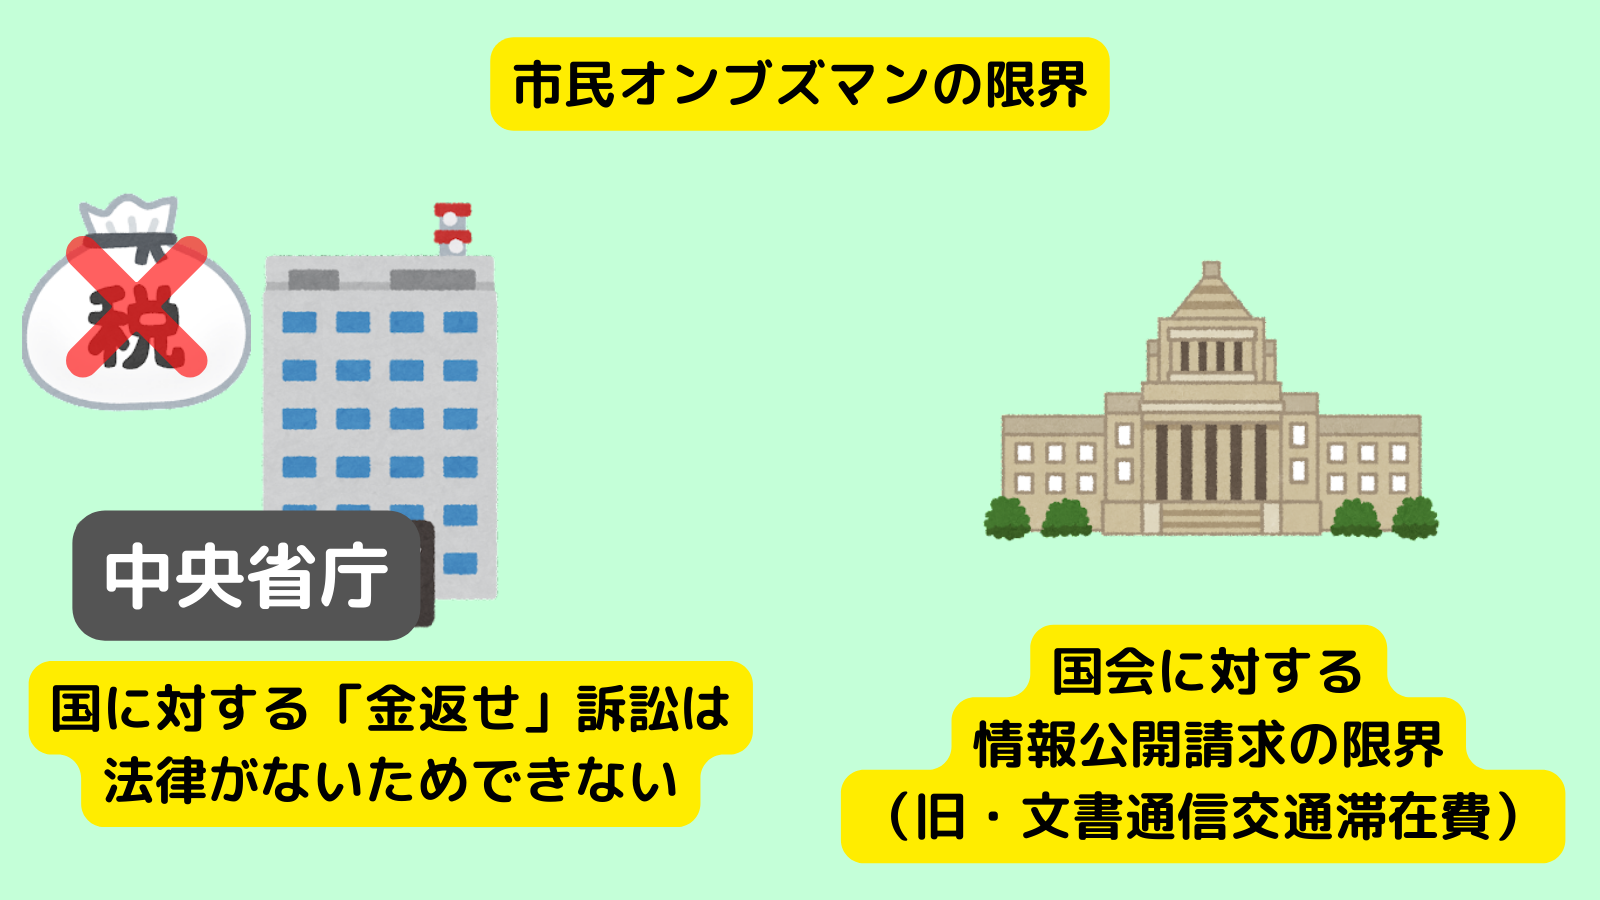 市民オンブズマンの限界
税
中央省庁
国に対する「金返せ」訴訟は
法律がないためできない
国会に対する
情報公開請求の限界
（旧・文書通信交通滞在費）